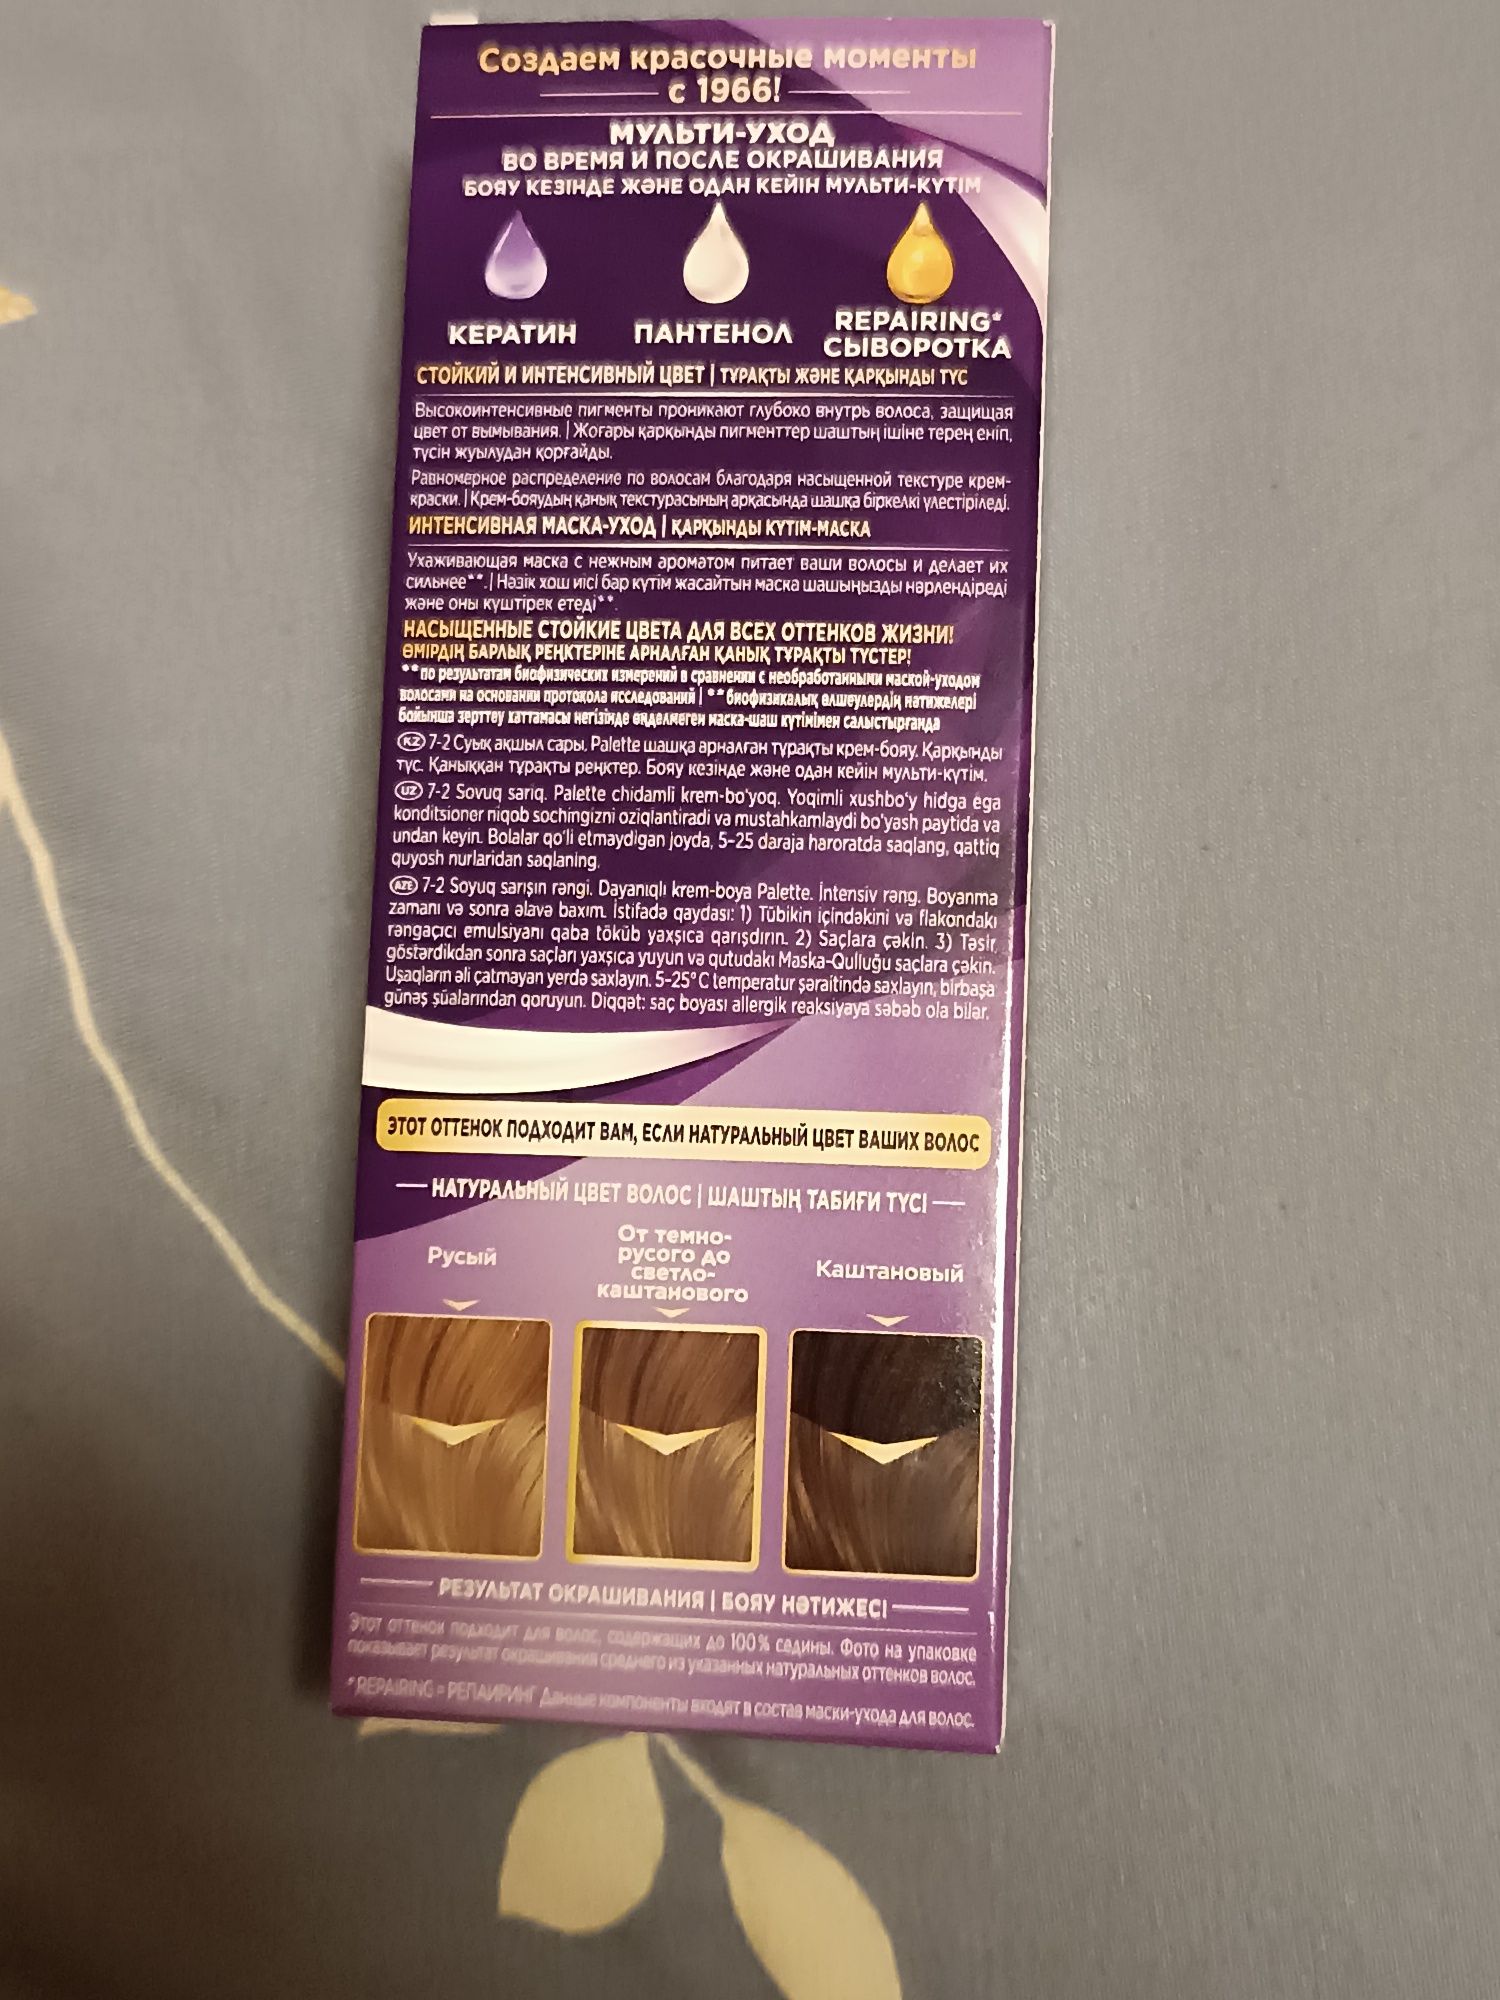 Создаем красочные моменты
с 1966!
МУЛЬТИ-УХОД
ВО ВРЕМЯ И ПОСЛЕ ОКРАШИВАНИЯ
БОЯУ КЕЗІНДЕ ЖӘНЕ ОДАН КЕЙІН МУЛЬТИ-КҮТІМ
КЕРАТИН
ПАНТЕНОЛ
REPAIRING*
СЫВОРОТКА
СТОЙКИЙ И ИНТЕНСИВНЫЙ ЦВЕТ | ТҰРАҚТЫ ЖӘНЕ ҚАРҚЫНДЫ ТҮС
Высокоинтенсивные пигменты проникают глубоко внутрь волоса, защищая
цвет от вымывания. | Жоғары қарқынды пигменттер шаштың ішіне терең еніп,
түсін жуылудан қорғайды.
Равномерное распределение по волосам благодаря насыщенной текстуре крем-
краски. | Крем-бояудың қанық текстурасының арқасында шашқа біркелкі үлестіріледі.
ИНТЕНСИВНАЯ МАСКА-УХОД | ҚАРҚЫНДЫ КҮТІМ-МАСКА
Ухаживающая маска с нежным ароматом питает ваши волосы и делает их
сильнее**. | Нәзік хош иісі бар күтім жасайтын маска шашыңызды нәрлендіреді
және оны күштірек етеді**.
НАСЫЩЕННЫЕ СТОЙКИЕ ЦВЕТА ДЛЯ ВСЕХ ОТТЕНКОВ ЖИЗНИ!
ӨМІРДІҢ БАРЛЫҚ РЕҢКТЕРІНЕ АРНАЛҒАН ҚАНЫҚ ТҰРАҚТЫ ТҮСТЕР!
**по результатам биофизических измерений в сравнении с необработанными маской-уходом
волосами на основании протокола исследований | **биофизикалық өлшеулердің нәтижелері
бойынша зерттеу хаттамасы негізінде өңделмеген маска-шаш күтімімен салыстырғанда
KZ 7-2 Суық ақшыл сары, Palette шашқа арналған тұрақты крем-бояу. Қарқынды
түс. Қаныққан тұрақты реңктер. Бояу кезінде және одан кейін мульти-күтім.
UZ 7-2 Sovuq sariq. Palette chidamli krem-bo'yoq. Yoqimli xushbo'y hidga ega
konditsioner niqob sochingizni oziqlantiradi va mustahkamlaydi bo'yash paytida va
undan keyin. Bolalar qo'li etmaydigan joyda, 5-25 daraja haroratda saqlang, qattiq
quyosh nurlaridan saqlaning.
AZE 7-2 Soyuq sarışın rəngi. Dayanıqlı krem-boya Palette. İntensiv rəng. Boyanma
zamanı və sonra əlavə baxım. İstifadə qaydası: 1) Tübikin içindəkini və flakondakı
rəngaçıcı emulsiyanı qaba töküb yaxşıca qarışdırın. 2) Saçlara çəkin. 3) Təsir
göstərdikdən sonra saçları yaxşıca yuyun və qutudakı Maska-Qulluğu saçlara çəkin.
Uşaqların əli çatmayan yerdə saxlayın. 5-25°C temperatur şəraitində saxlayın, birbaşa
günəş şüalarından qoruyun. Diqqət: saç boyası allergik reaksiyaya səbəb ola bilər.
ЭТОТ ОТТЕНОК ПОДХОДИТ ВАМ, ЕСЛИ НАТУРАЛЬНЫЙ ЦВЕТ ВАШИХ ВОЛОС
НАТУРАЛЬНЫЙ ЦВЕТ ВОЛОС | ШАШТЫҢ ТАБИҒИ ТҮСІ
Русый
От темно-
русого до
светло-
каштанового
Каштановый
РЕЗУЛЬТАТ ОКРАШИВАНИЯ | БОЯУ НӘТИЖЕСІ
Этот оттенок подходит для волос, содержащих до 100% седины. Фото на упаковке
показывает результат окрашивания среднего из указанных натуральных оттенков волос.
*REPAIRING = РЕПАИРИНГ Данные компоненты входят в состав маски-ухода для волос.